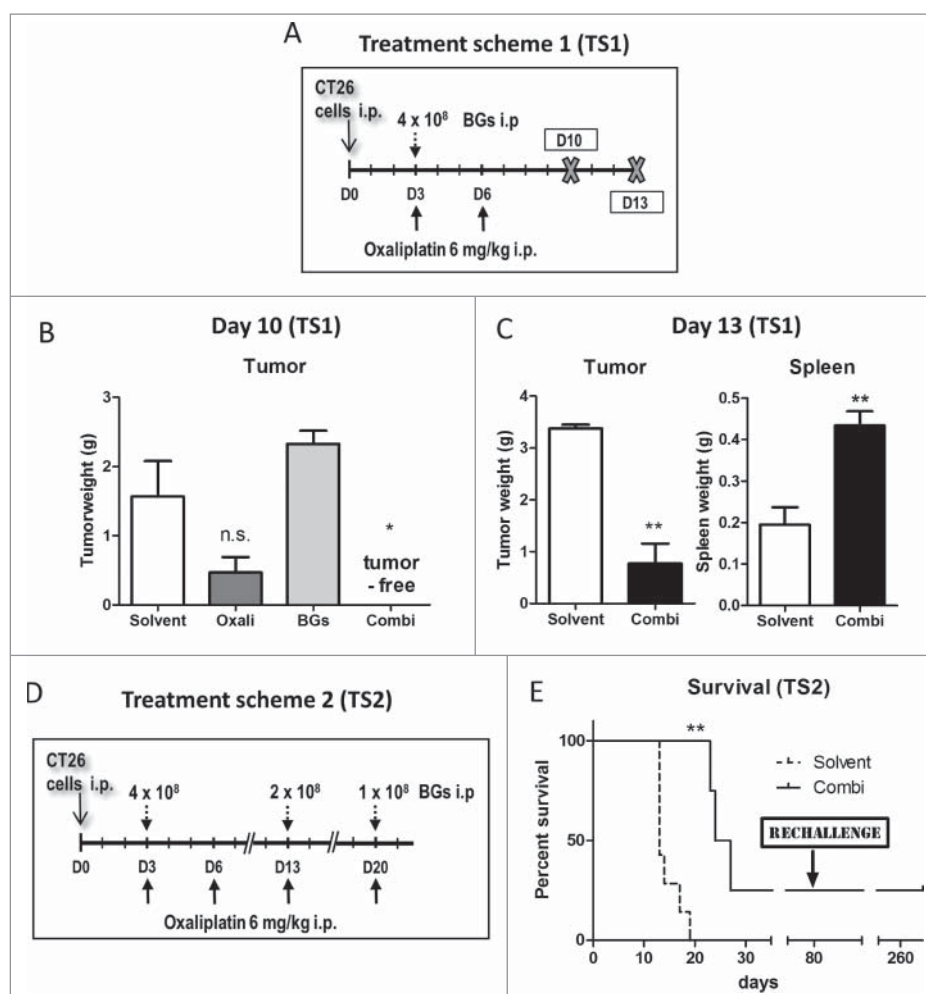 A
Treatment scheme 1 (TS1)
CT26
cells i.p.
4 x 10⁸ BGs i.p
D10
D0 D3 D6
D13
Oxaliplatin 6 mg/kg i.p.
B
Day 10 (TS1)
Tumor
Tumorweight (g)
3
2
1
0
n.s.
*
tumor
- free
Solvent Oxali BGs Combi
C
Day 13 (TS1)
Tumor
Tumor weight (g)
4
3
2
1
0
**
Solvent Combi
Spleen
Spleen weight (g)
0.5
0.4
0.3
0.2
0.1
0.0
**
Solvent Combi
D
Treatment scheme 2 (TS2)
CT26
cells i.p.
4 x 10⁸ 2 x 10⁸ 1 x 10⁸ BGs i.p
D0 D3 D6 D13 D20
Oxaliplatin 6 mg/kg i.p.
E
Survival (TS2)
Percent survival
100
50
0
**
Solvent
Combi
RECHALLENGE
0 10 20 30 80 260
days